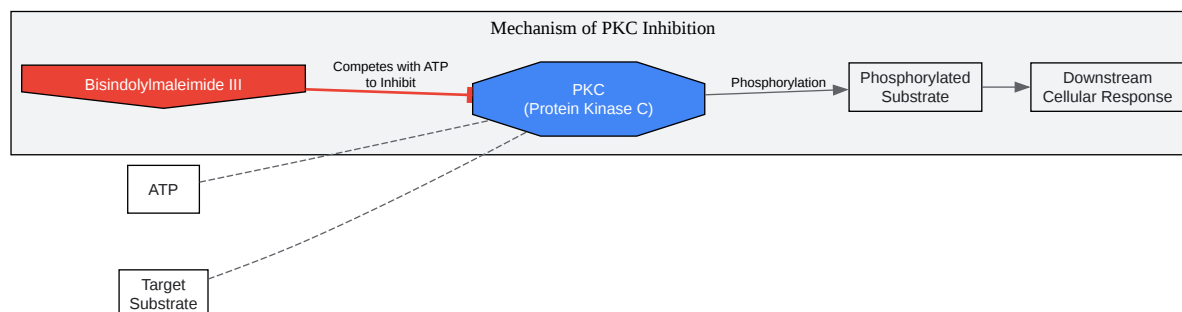 Mechanism of PKC Inhibition
Bisindolylmaleimide III
Competes with ATP
to Inhibit
PKC
(Protein Kinase C)
Phosphorylation
Phosphorylated
Substrate
Downstream
Cellular Response
ATP
Target
Substrate